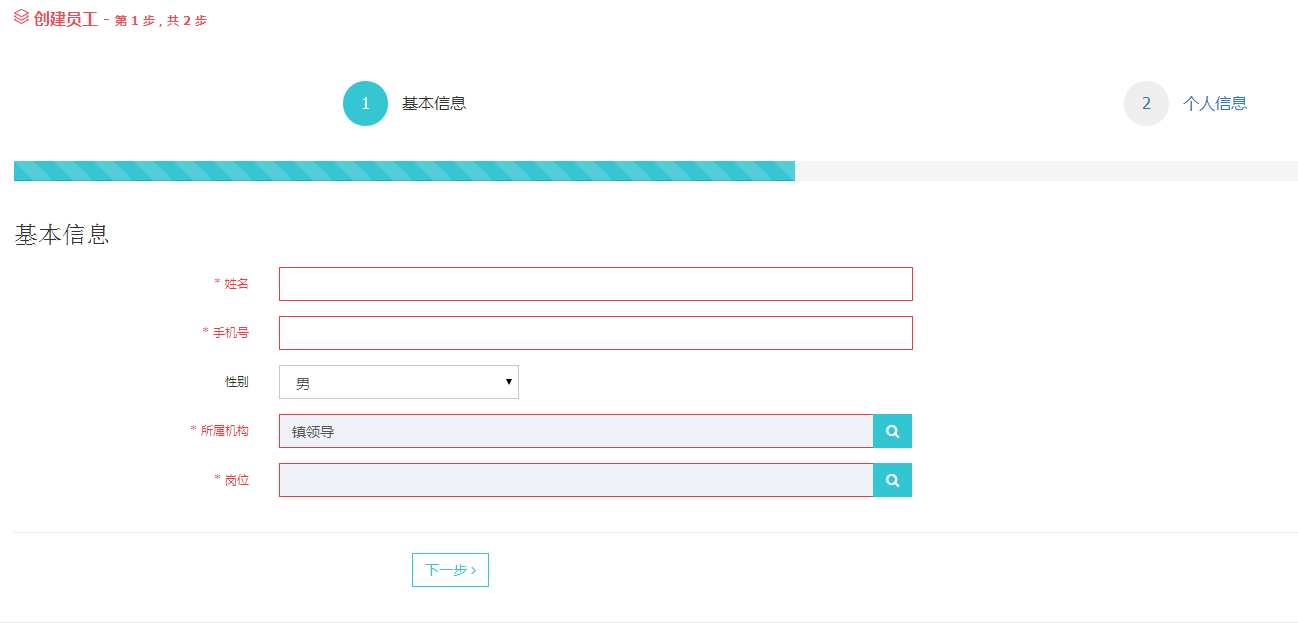 创建员工 - 第 1 步 , 共 2 步
1 基本信息
2 个人信息
基本信息
* 姓名
* 手机号
性别 男
* 所属机构 镇领导
* 岗位
下一步 ›